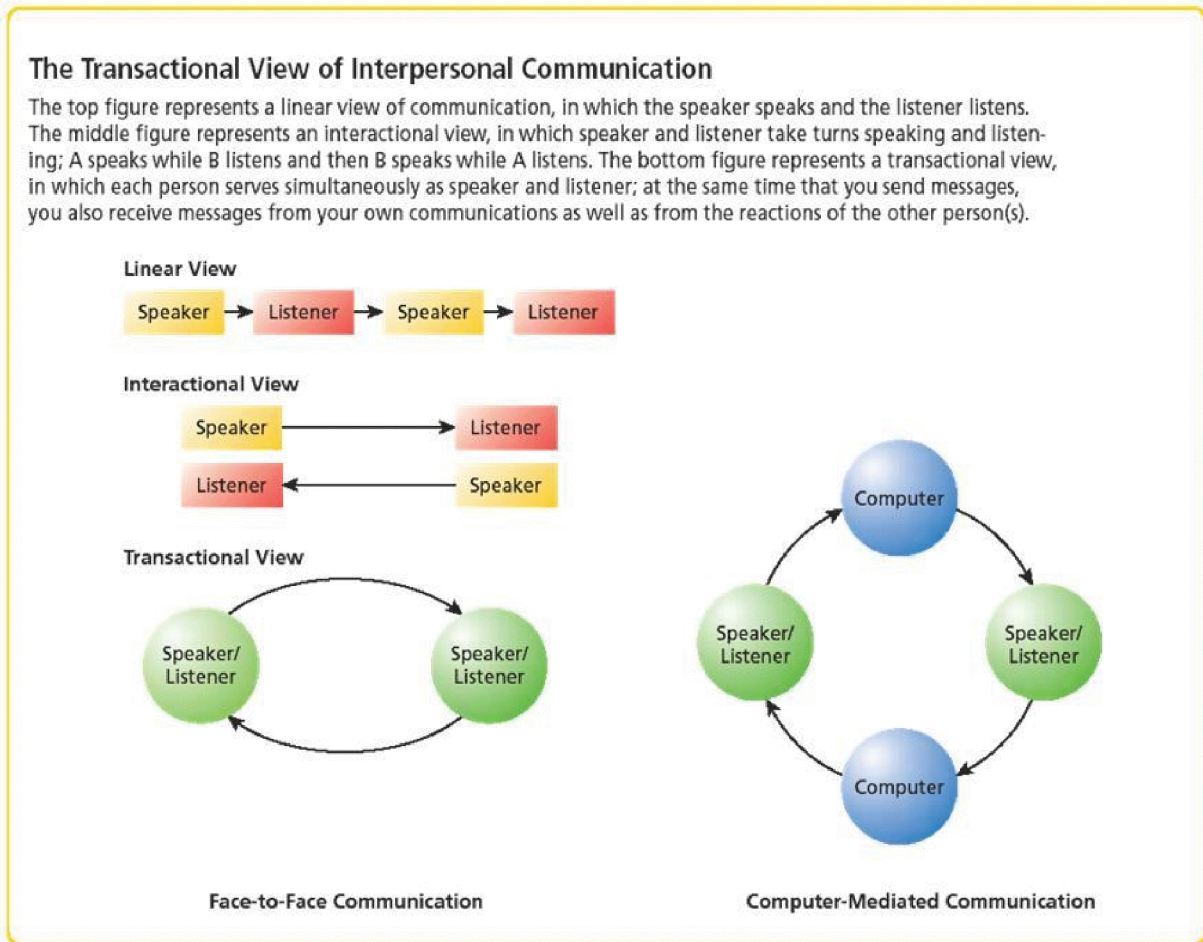 The Transactional View of Interpersonal Communication
The top figure represents a linear view of communication, in which the speaker speaks and the listener listens.
The middle figure represents an interactional view, in which speaker and listener take turns speaking and listen-
ing; A speaks while B listens and then B speaks while A listens. The bottom figure represents a transactional view,
in which each person serves simultaneously as speaker and listener; at the same time that you send messages,
you also receive messages from your own communications as well as from the reactions of the other person(s).
Linear View
Speaker Listener Speaker Listener
Interactional View
Speaker Listener
Listener Speaker
Transactional View
Speaker/
Listener
Speaker/
Listener
Computer
Speaker/
Listener
Speaker/
Listener
Computer
Face-to-Face Communication
Computer-Mediated Communication